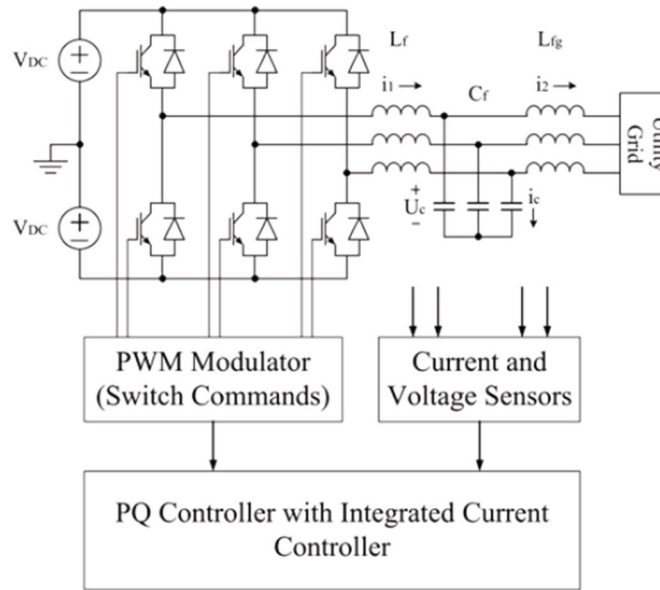 VDC
VDC
Lf
Lfg
i1
Cf
i2
Utility Grid
+
Uc
−
ic
PWM Modulator
(Switch Commands)
Current and
Voltage Sensors
PQ Controller with Integrated Current
Controller